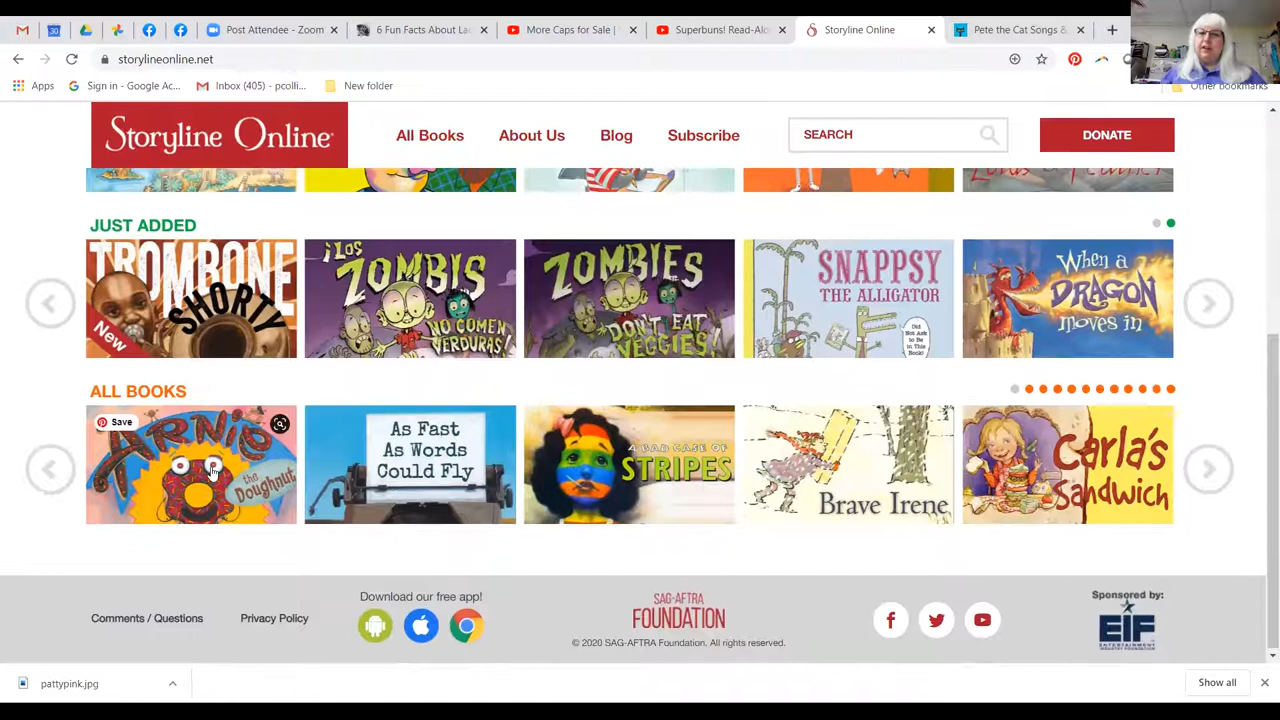 Post Attendee - Zoom
6 Fun Facts About La
More Caps for Sale |
Superbuns! Read-Alo
Storyline Online
Pete the Cat Songs &
storylineonline.net
Apps
Sign in - Google Ac...
Inbox (405) - pcolli...
New folder
Other bookmarks
Storyline Online
All Books
About Us
Blog
Subscribe
SEARCH
DONATE
JUST ADDED
TROMBONE
SHORTY
New
¡Los
ZOMBIS
NO COMEN
VERDURAS!
ZOMBIES
DON'T EAT
VEGGIES!
SNAPPSY
THE ALLIGATOR
Did
Not Ask
to Be
in This
Book!
When a
DRAGON
moves in
ALL BOOKS
Save
ARNIE
the
Doughnut
As Fast
As Words
Could Fly
A BAD CASE OF
STRIPES
Brave Irene
Carla's
Sandwich
Comments / Questions
Privacy Policy
Download our free app!
SAG-AFTRA
FOUNDATION
© 2020 SAG-AFTRA Foundation. All rights reserved.
Sponsored by:
EIF
ENTERTAINMENT
INDUSTRY FOUNDATION
pattypink.jpg
Show all